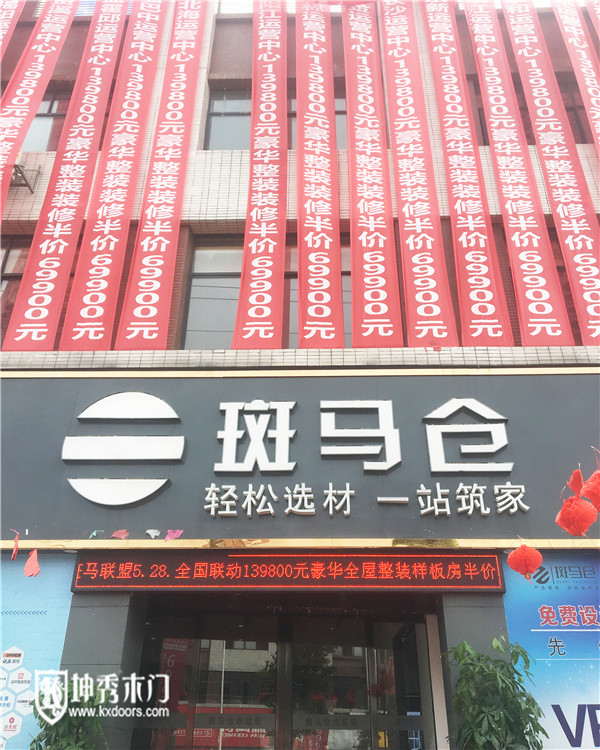 运营中心139800元豪华整装装修半价69900元
运营中心139800元豪华整装装修半价69900元
巴中运营中心139800元豪华整装装修半价69900元
北海运营中心139800元豪华整装装修半价69900元
运营中心139800元豪华整装装修半价69900元
运营中心139800元豪华整装装修半价69900元
运营中心139800元豪华整装装修半价69900元
运营中心139800元豪华整装装修半价69900元
运营中心139800元豪华整装装修半价69900元
运营中心139800元豪华整装装修半价69900元
斑马仓
轻松选材 一站筑家
马联盟5.28.全国联动139800元豪华全屋整装样板房半价
斑马仓
免费设
先
VR
坤秀木门
www.kxdoors.com